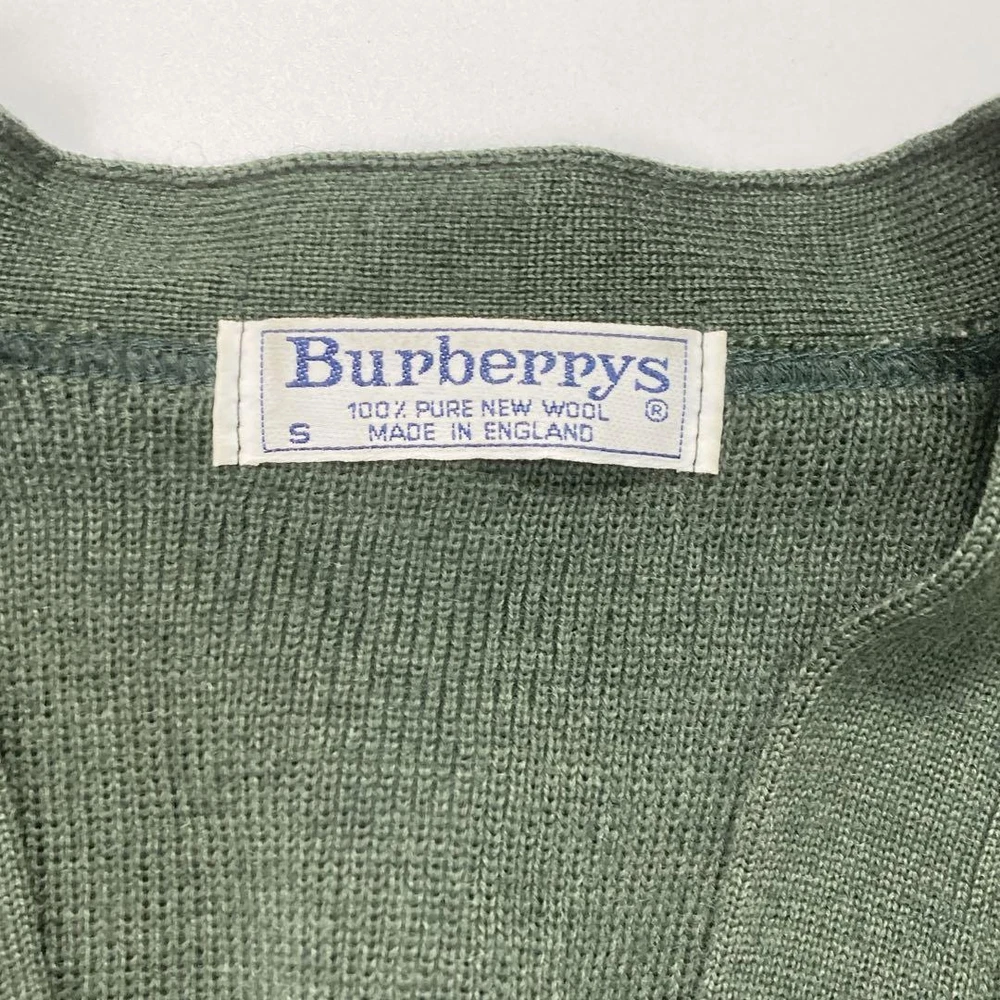 Burberrys
100% PURE NEW WOOL ®
S MADE IN ENGLAND